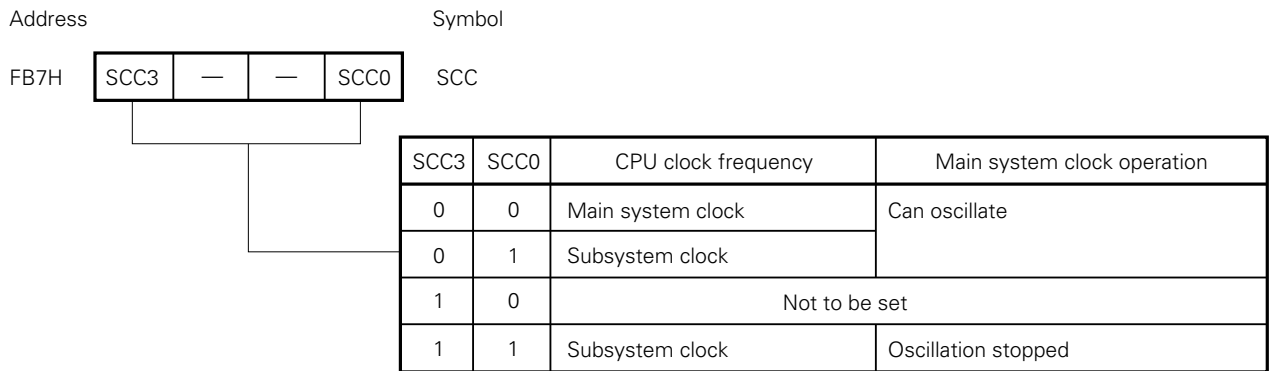 Address Symbol
FB7H SCC3 — — SCC0 SCC
SCC3 SCC0 CPU clock frequency Main system clock operation
0 0 Main system clock Can oscillate
0 1 Subsystem clock
1 0 Not to be set
1 1 Subsystem clock Oscillation stopped